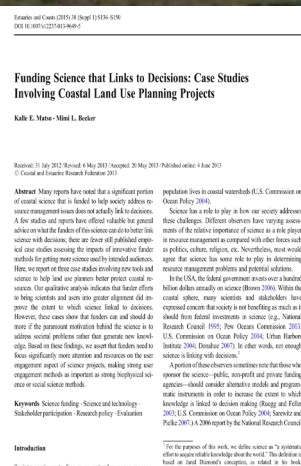 Estuaries and Coasts (2015) 38 (Suppl 1):S136–S150
DOI 10.1007/s12237-013-9649-5
Funding Science that Links to Decisions: Case Studies
Involving Coastal Land Use Planning Projects
Kalle E. Matso · Mimi L. Becker
Received: 31 July 2012 / Revised: 6 May 2013 / Accepted: 20 May 2013 / Published online: 4 June 2013
© Coastal and Estuarine Research Federation 2013
Abstract Many reports have noted that a significant portion
of coastal science that is funded to help society address re-
source management issues does not actually link to decisions.
A few studies and reports have offered valuable but general
advice on what the funders of this science can do to better link
science with decisions; there are fewer still published empir-
ical case studies assessing the impacts of innovative funder
methods for getting more science used by intended audiences.
Here, we report on three cases involving new tools and
science to help land use planners better protect coastal re-
sources. Our qualitative analysis indicates that funder efforts
to bring scientists and users into greater alignment did im-
prove the extent to which science linked to decisions.
However, these cases show that funders can and should do
more if the paramount motivation behind the science is to
address societal problems rather than generate new knowl-
edge. Based on these findings, we assert that funders need to
focus significantly more attention and resources on the user
engagement aspect of science projects, making strong user
engagement methods as important as strong biophysical sci-
ence or social science methods.
Keywords Science funding · Science and technology ·
Stakeholder participation · Research policy · Evaluation
Introduction
population lives in coastal watersheds (U.S. Commission on
Ocean Policy 2004).
Science has a role to play in how our society addresses
these challenges. Different observers have varying assess-
ments of the relative importance of science as a role player
in resource management as compared with other forces such
as politics, culture, religion, etc. Nevertheless, most would
agree that science has some role to play in determining
resource management problems and potential solutions.
In the USA, the federal government invests over a hundred
billion dollars annually on science (Brown 2006). Within the
coastal sphere, many scientists and stakeholders have
expressed concern that society is not benefiting as much as it
should from federal investments in science (e.g., National
Research Council 1995; Pew Oceans Commission 2003;
U.S. Commission on Ocean Policy 2004; Urban Harbors
Institute 2004; Donahue 2007). In other words, not enough
science is linking with decisions.
A portion of these observers sometimes note that those who
sponsor the science—public, non-profit and private funding
agencies—should consider alternative models and program-
matic instruments in order to increase the extent to which
knowledge is linked to decision making (Ruegg and Feller
2003; U.S. Commission on Ocean Policy 2004; Sarewitz and
Pielke 2007.) A 2006 report by the National Research Council
1 For the purposes of this work, we define science as "a systematic
effort to acquire reliable knowledge about the world." This definition is
based on Jared Diamond's conception, as related in his book